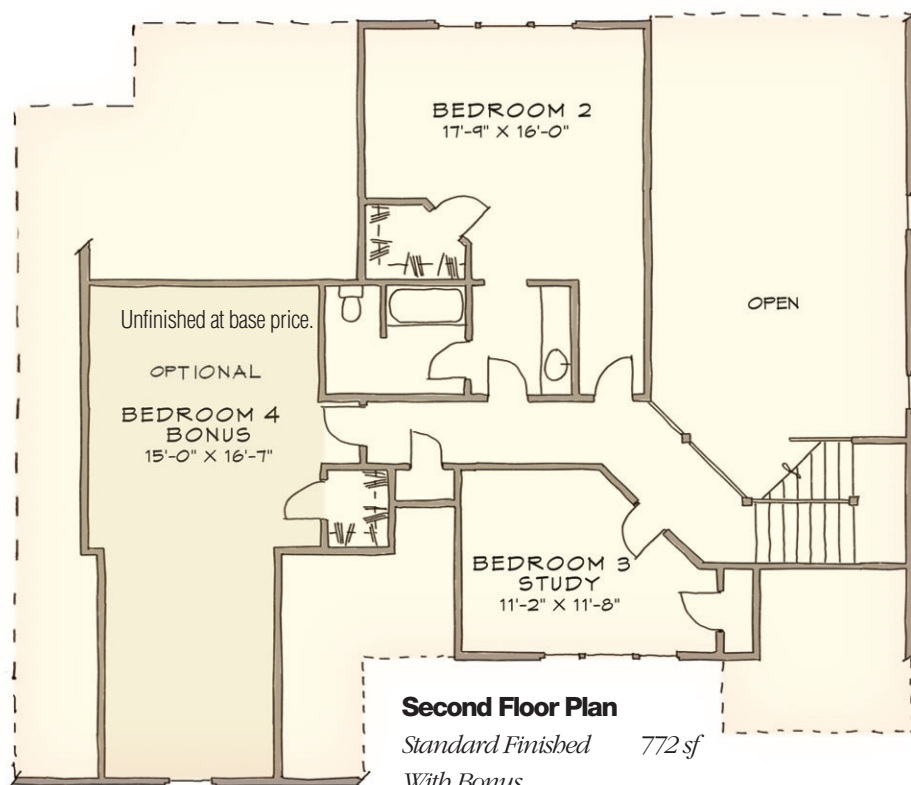 BEDROOM 2
17'-9" X 16'-0"
OPEN
Unfinished at base price.
OPTIONAL
BEDROOM 4
BONUS
15'-0" X 16'-7"
BEDROOM 3
STUDY
11'-2" X 11'-8"
Second Floor Plan
Standard Finished 772 sf
With Bonus